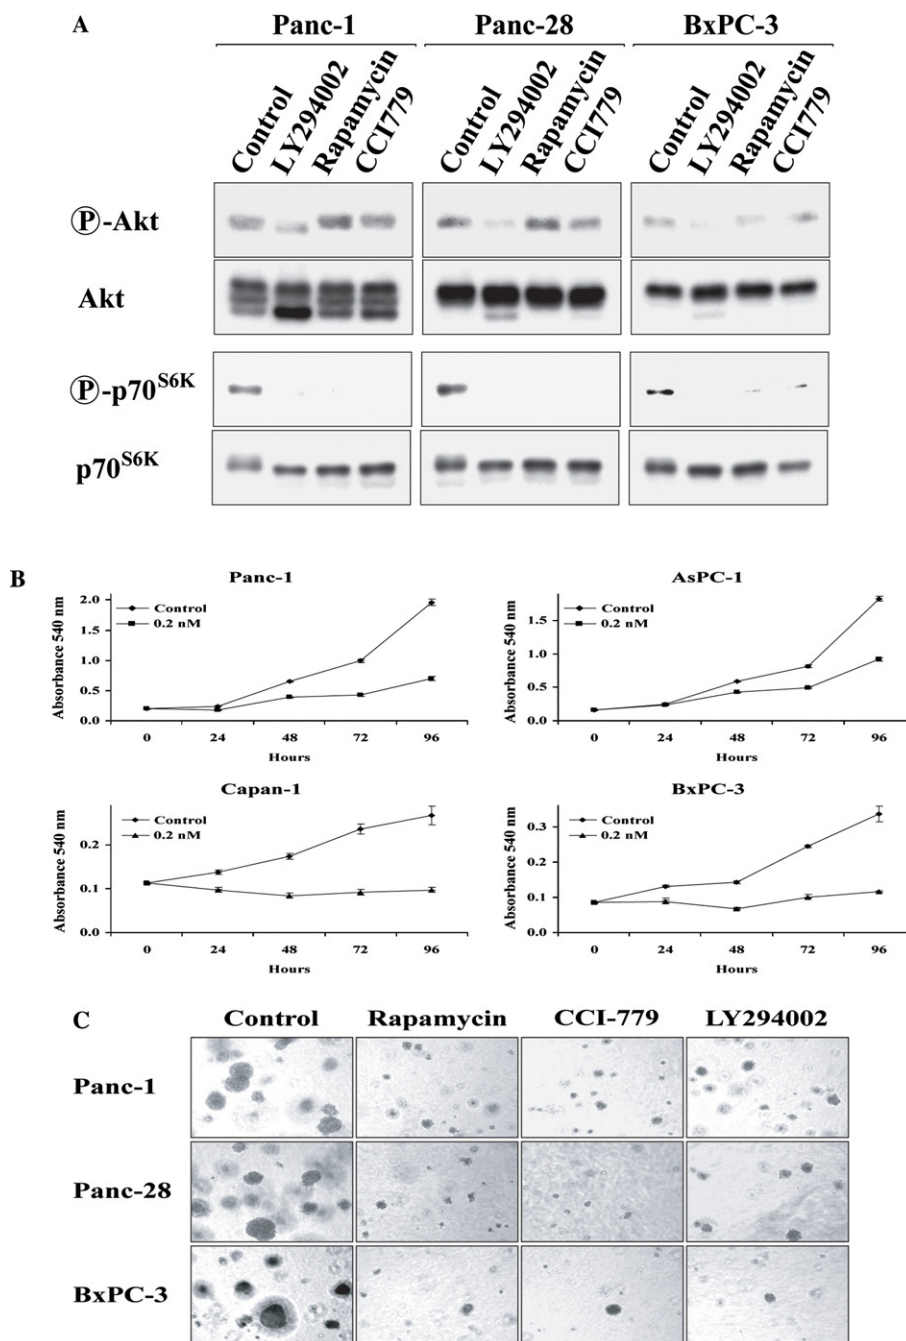 A
Panc-1 Panc-28 BxPC-3
Control LY294002 Rapamycin CCI779 Control LY294002 Rapamycin CCI779 Control LY294002 Rapamycin CCI779
Ⓟ-Akt
Akt
Ⓟ-p70S6K
p70S6K
B
Panc-1
Absorbance 540 nm
2.0
1.5
1.0
0.5
0.0
Control
0.2 nM
0 24 48 72 96
Hours
AsPC-1
Absorbance 540 nm
1.5
1.0
0.5
0.0
Control
0.2 nM
0 24 48 72 96
Hours
Capan-1
Absorbance 540 nm
0.2
0.1
0.0
Control
0.2 nM
0 24 48 72 96
Hours
BxPC-3
Absorbance 540 nm
0.3
0.2
0.1
0.0
Control
0.2 nM
0 24 48 72 96
Hours
C
Control Rapamycin CCI-779 LY294002
Panc-1
Panc-28
BxPC-3